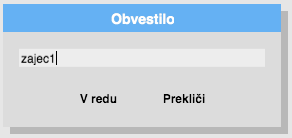 Obvestilo
zajec1
V redu Prekliči